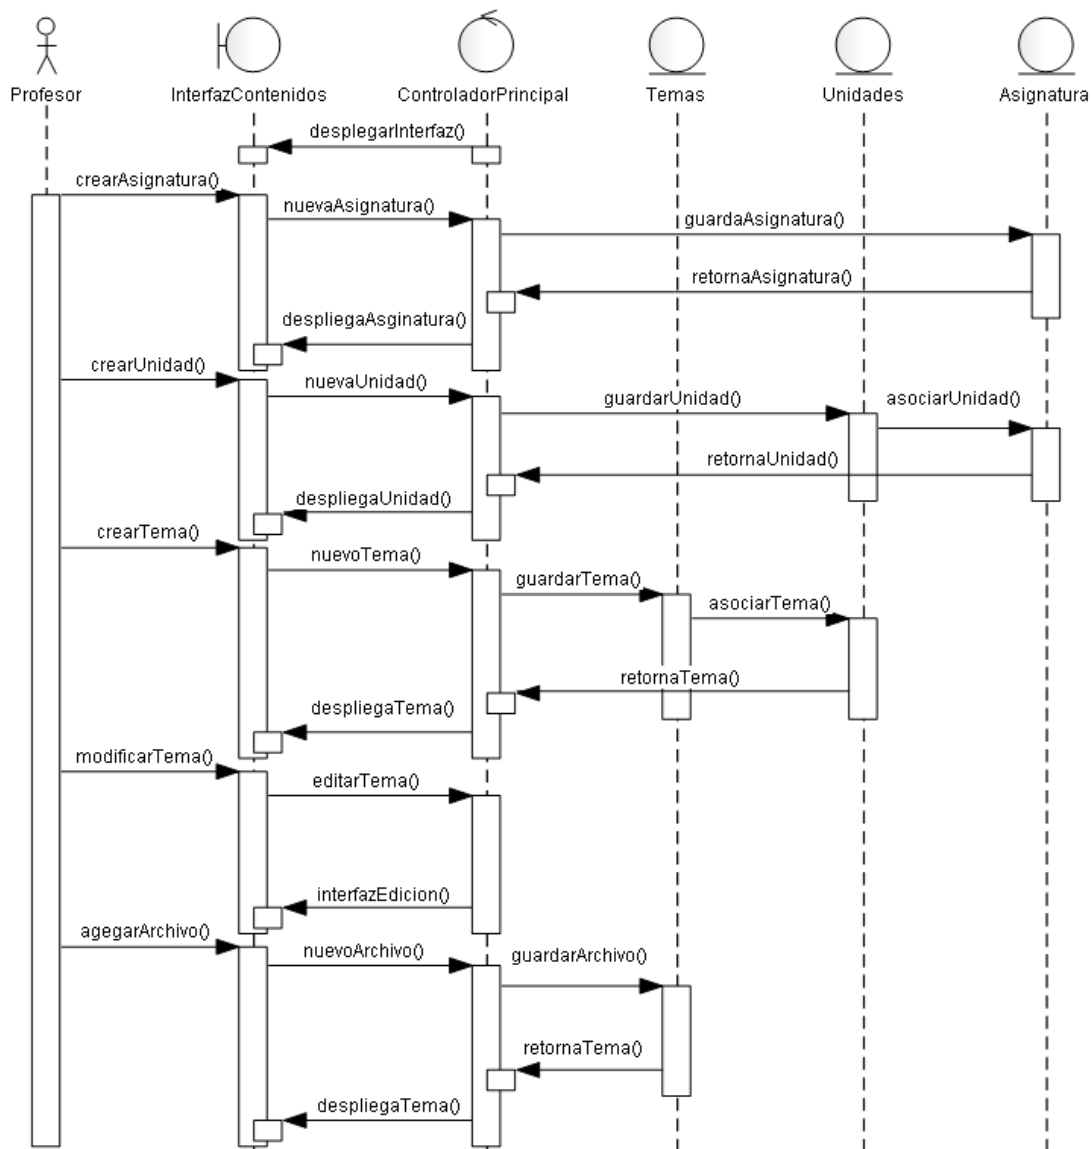 Profesor InterfazContenidos ControladorPrincipal Temas Unidades Asignatura
desplegarInterfaz()
crearAsignatura()
nuevaAsignatura()
guardaAsignatura()
retornaAsignatura()
despliegaAsginatura()
crearUnidad()
nuevaUnidad()
guardarUnidad()
asociarUnidad()
retornaUnidad()
despliegaUnidad()
crearTema()
nuevoTema()
guardarTema()
asociarTema()
retornaTema()
despliegaTema()
modificarTema()
editarTema()
interfazEdicion()
agegarArchivo()
nuevoArchivo()
guardarArchivo()
retornaTema()
despliegaTema()